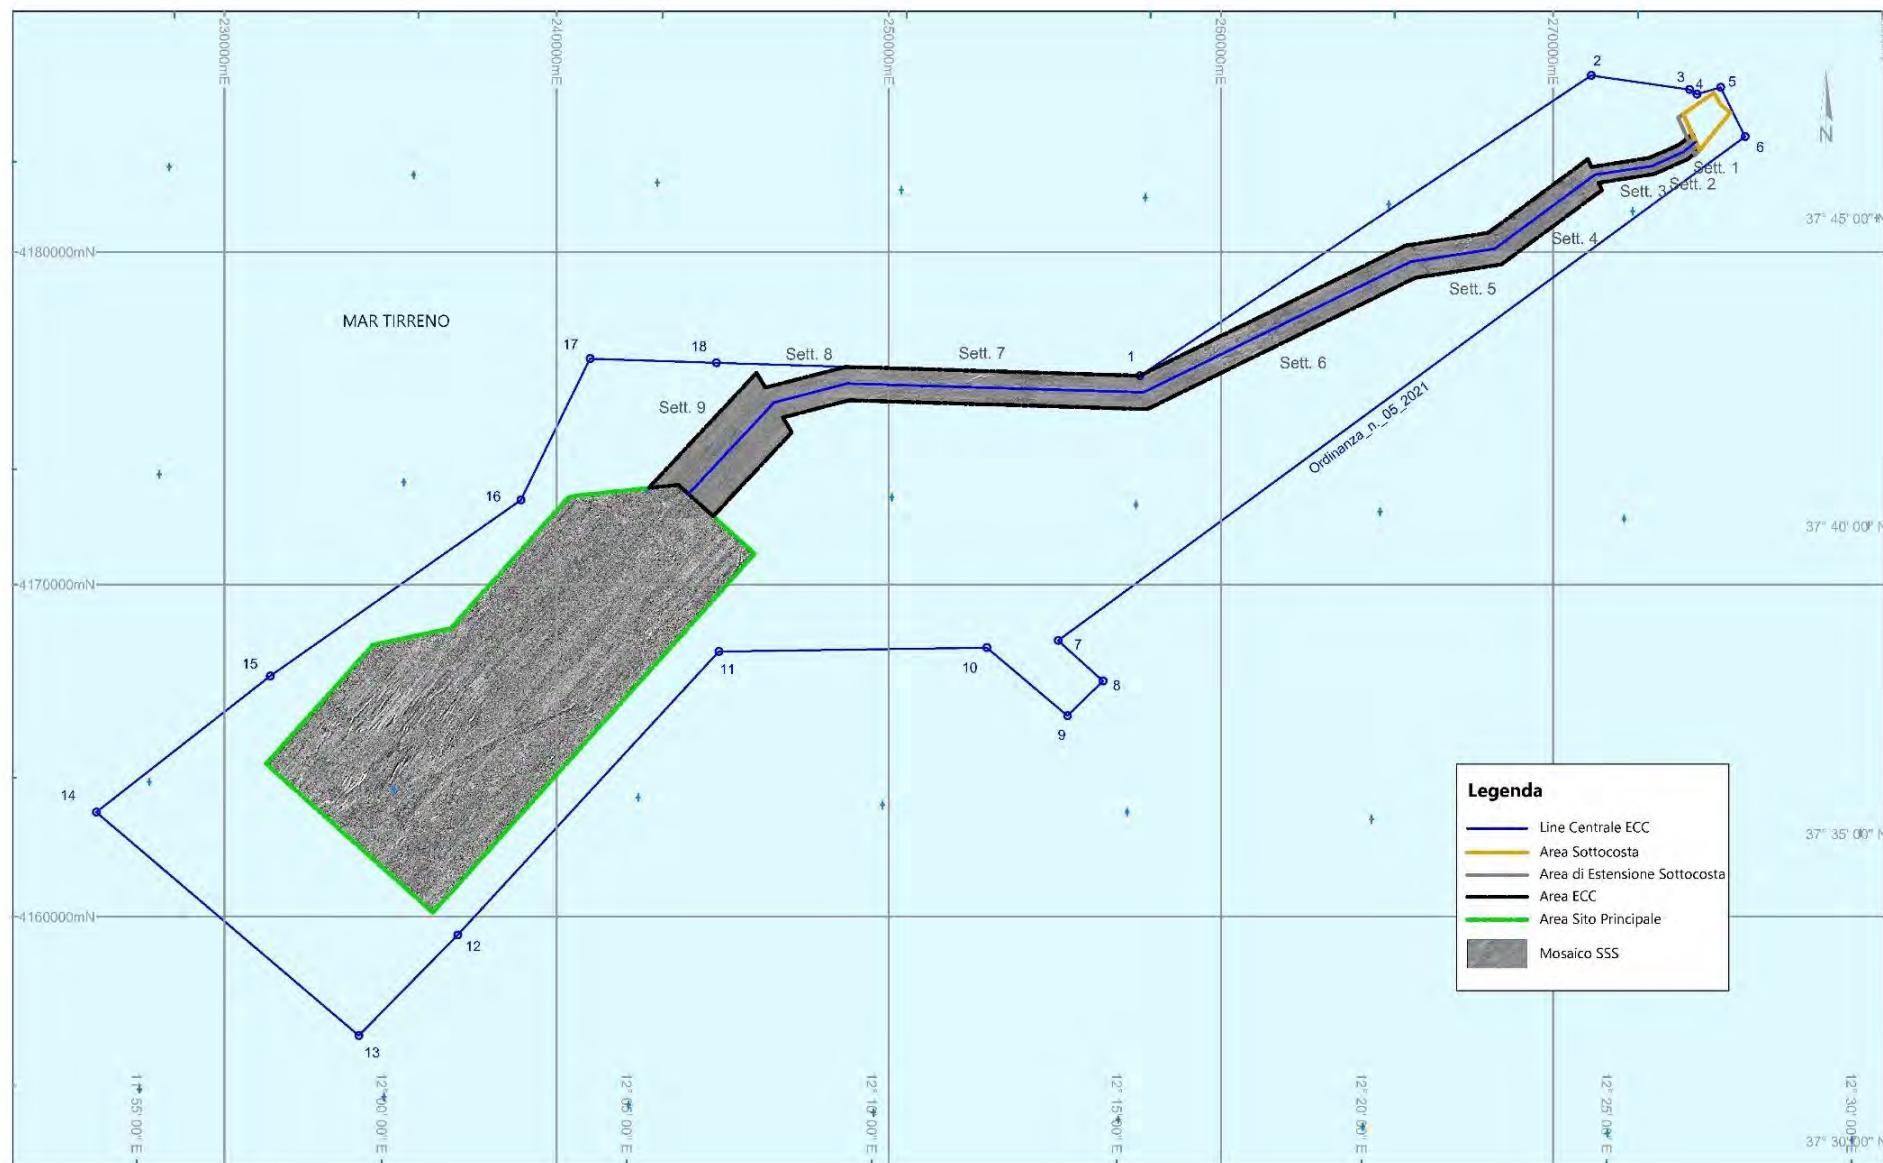 230000mE
240000mE
250000mE
260000mE
270000mE
2
3
4
5
6
N
Sett. 1
Sett. 2
Sett. 3
37° 45' 00" N
Sett. 4
4180000mN
Sett. 5
MAR TIRRENO
17
18
Sett. 8
Sett. 7
1
Sett. 6
Sett. 9
Ordinanza_n._05_2021
16
37° 40' 00" N
4170000mN
7
15
11
10
8
9
14
Legenda
Line Centrale ECC
37° 35' 00" N
Area Sottocosta
Area di Estensione Sottocosta
Area ECC
4160000mN
Area Sito Principale
12
Mosaico SSS
13
11° 55' 00" E
12° 00' 00" E
12° 05' 00" E
12° 10' 00" E
12° 15' 00" E
12° 20' 00" E
12° 25' 00" E
12° 30' 00" E
37° 30' 00" N